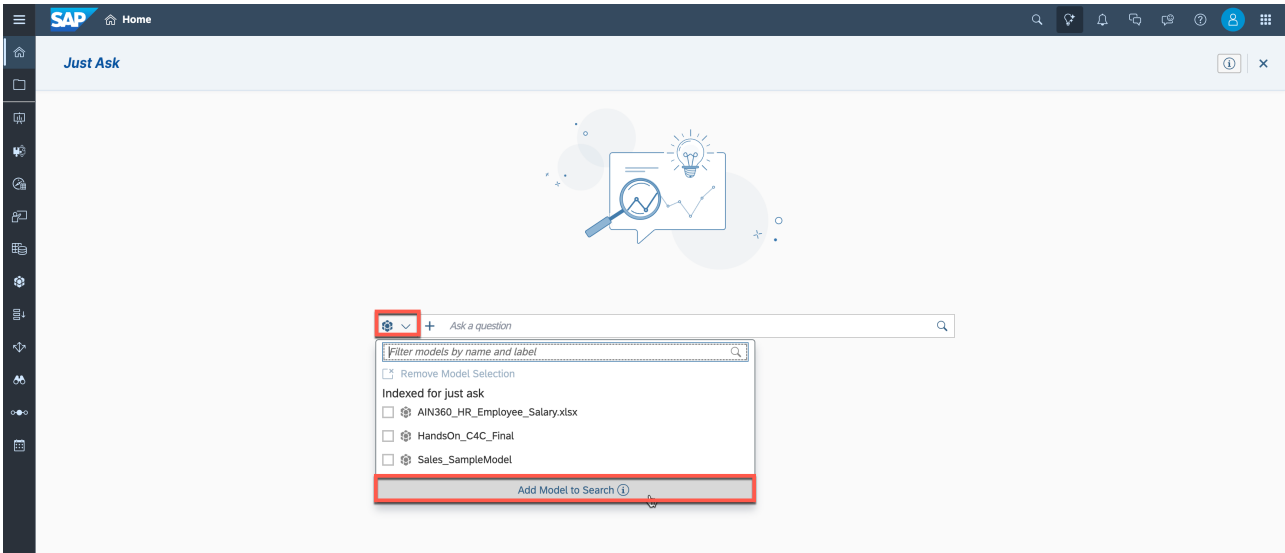 SAP Home
Just Ask
Ask a question
Filter models by name and label
Remove Model Selection
Indexed for just ask
AIN360_HR_Employee_Salary.xlsx
HandsOn_C4C_Final
Sales_SampleModel
Add Model to Search